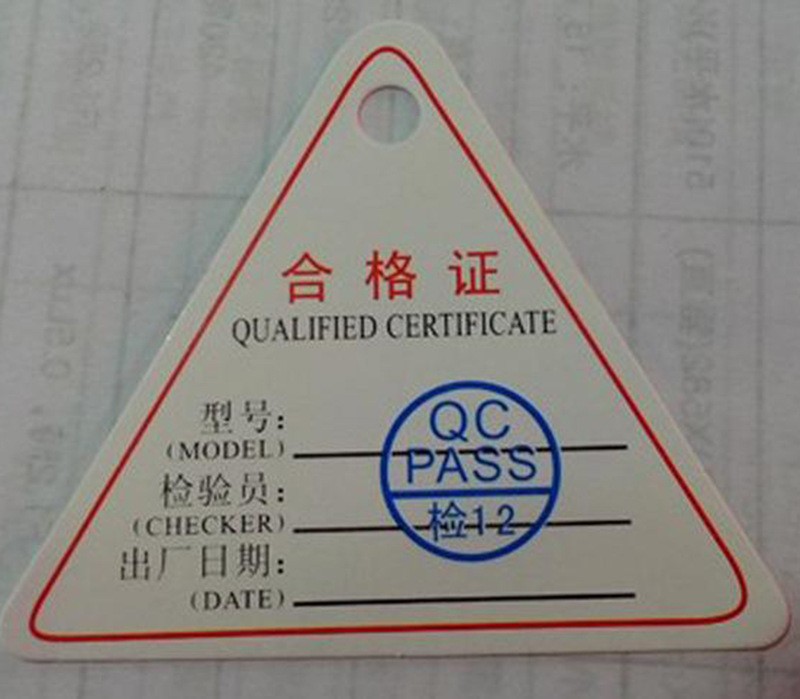 合格证
QUALIFIED CERTIFICATE
型号:
(MODEL)
QC
PASS
检验员:
(CHECKER)
检12
出厂日期:
(DATE)